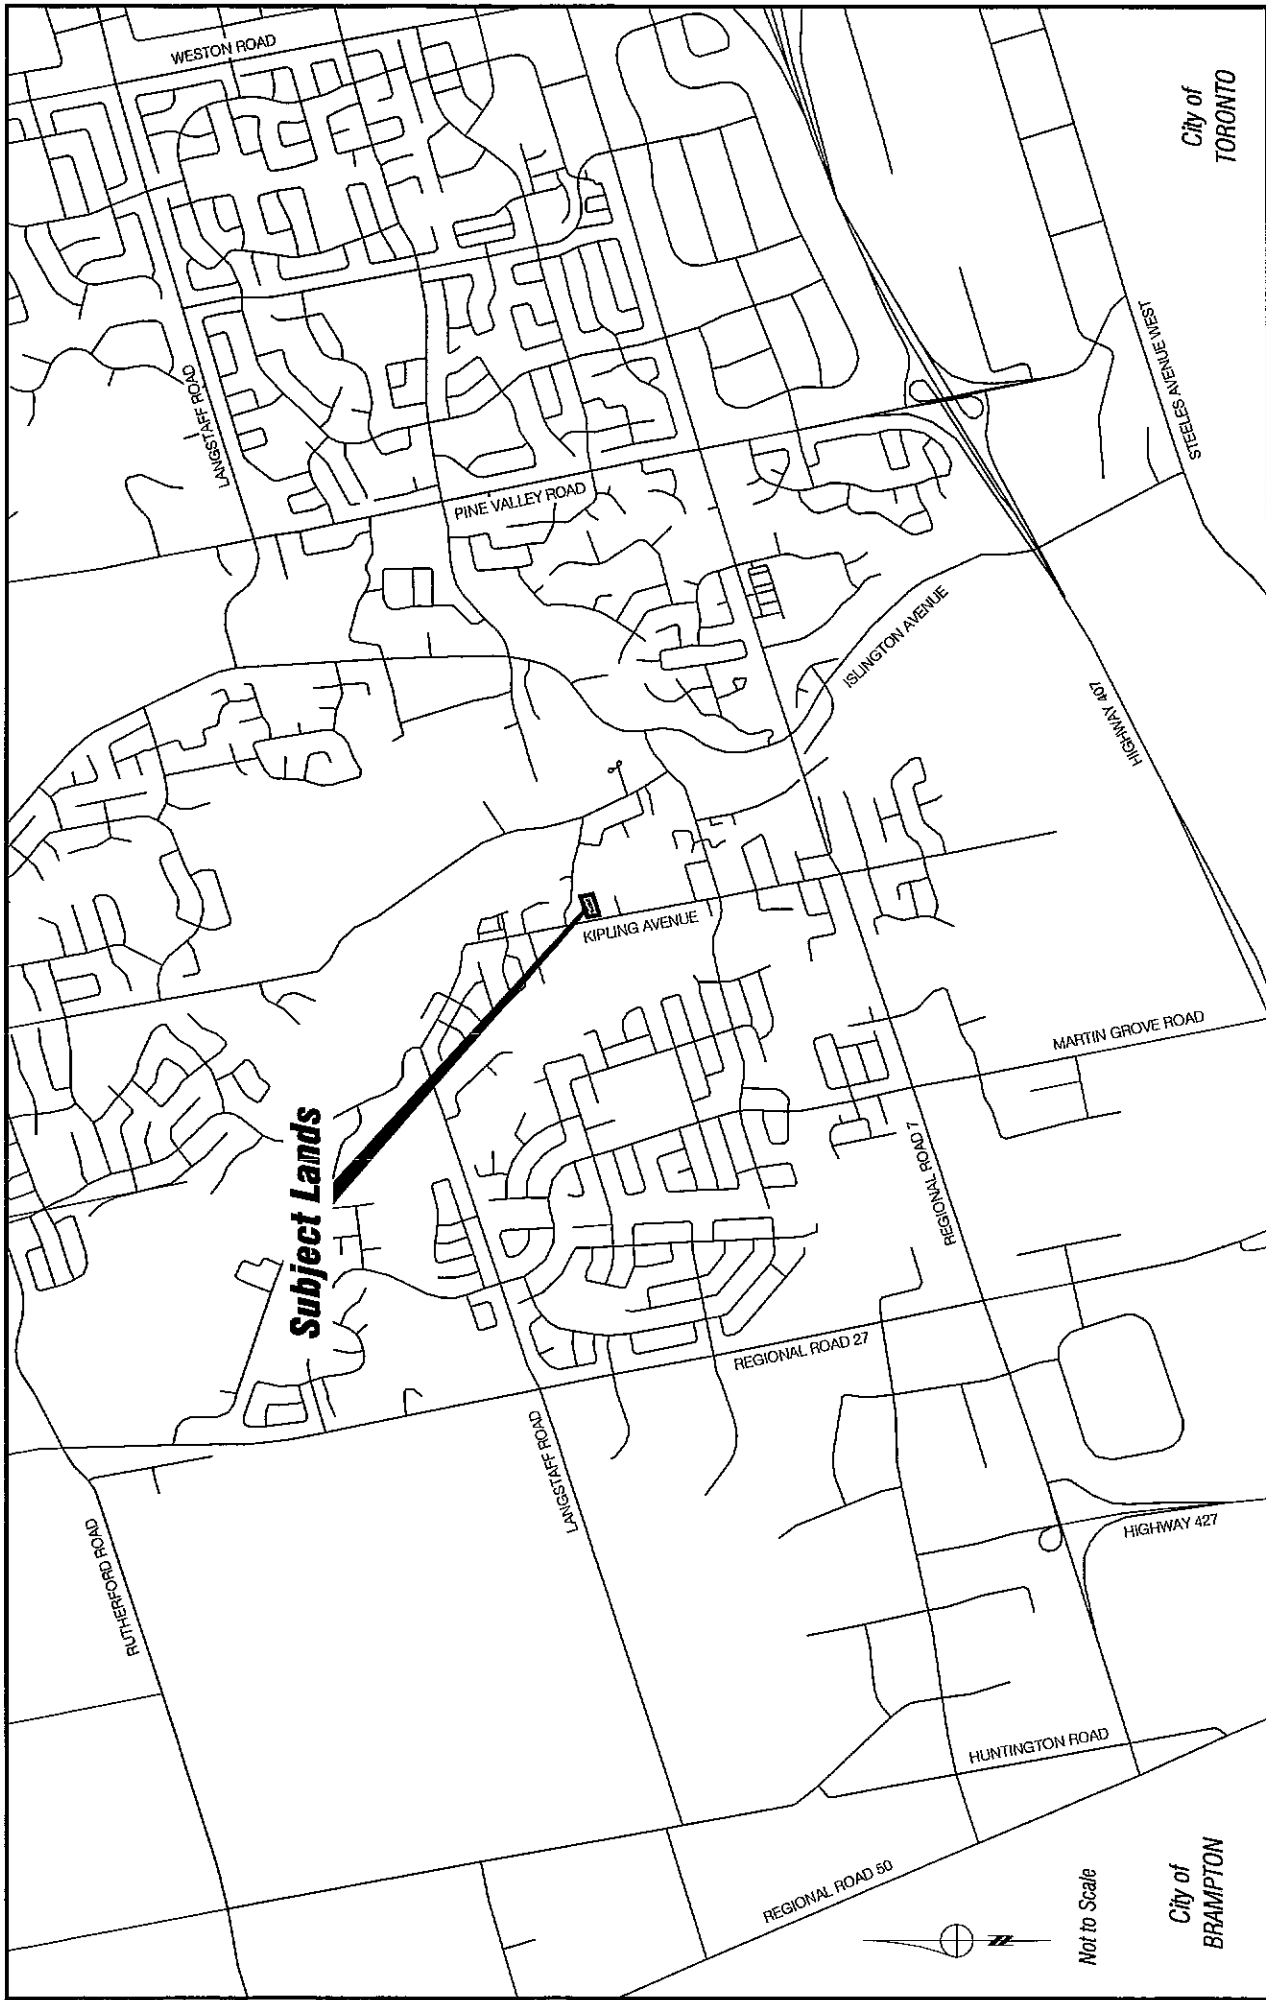 WESTON ROAD
City of
TORONTO
LANGSTAFF ROAD
STEELES AVENUE WEST
PINE VALLEY ROAD
ISLINGTON AVENUE
HIGHWAY 407
KIPLING AVENUE
MARTIN GROVE ROAD
Subject Lands
REGIONAL ROAD 7
REGIONAL ROAD 27
LANGSTAFF ROAD
HIGHWAY 427
RUTHERFORD ROAD
HUNTINGTON ROAD
REGIONAL ROAD 50
Not to Scale
City of
BRAMPTON